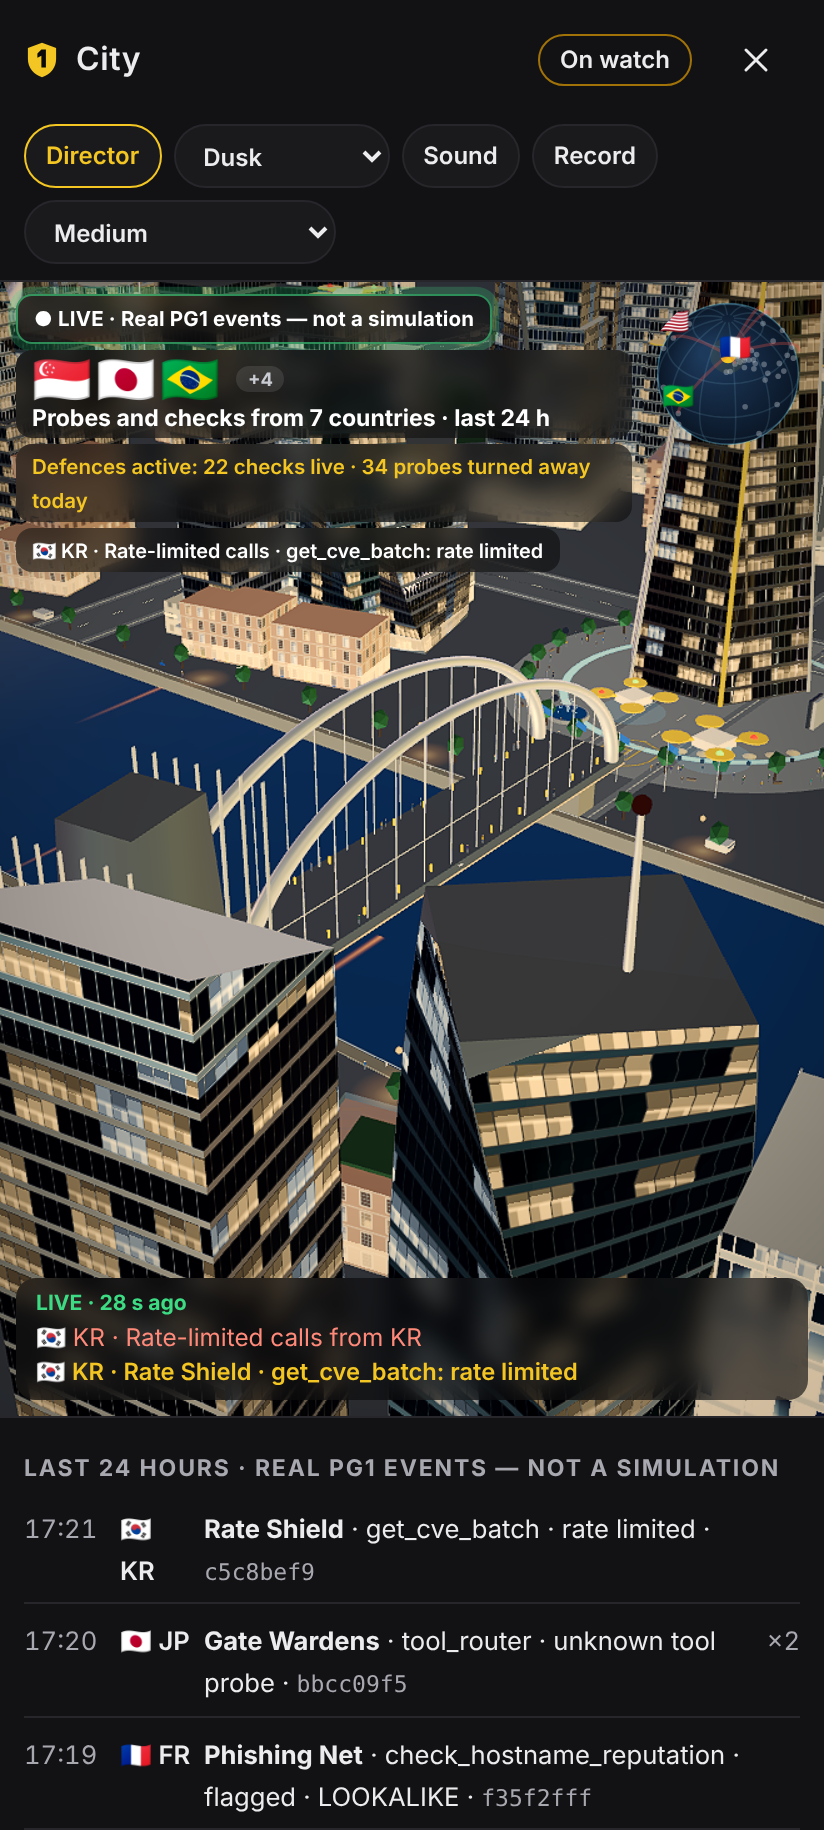 1 City
On watch
Director
Dusk
Sound
Record
Medium
LIVE · Real PG1 events — not a simulation
+4
Probes and checks from 7 countries · last 24 h
Defences active: 22 checks live · 34 probes turned away
today
KR · Rate-limited calls · get_cve_batch: rate limited
LIVE · 28 s ago
KR · Rate-limited calls from KR
KR · Rate Shield · get_cve_batch: rate limited
LAST 24 HOURS · REAL PG1 EVENTS — NOT A SIMULATION
17:21 KR Rate Shield · get_cve_batch · rate limited ·
c5c8bef9
17:20 JP Gate Wardens · tool_router · unknown tool ×2
probe · bbcc09f5
17:19 FR Phishing Net · check_hostname_reputation ·
flagged · LOOKALIKE · f35f2fff